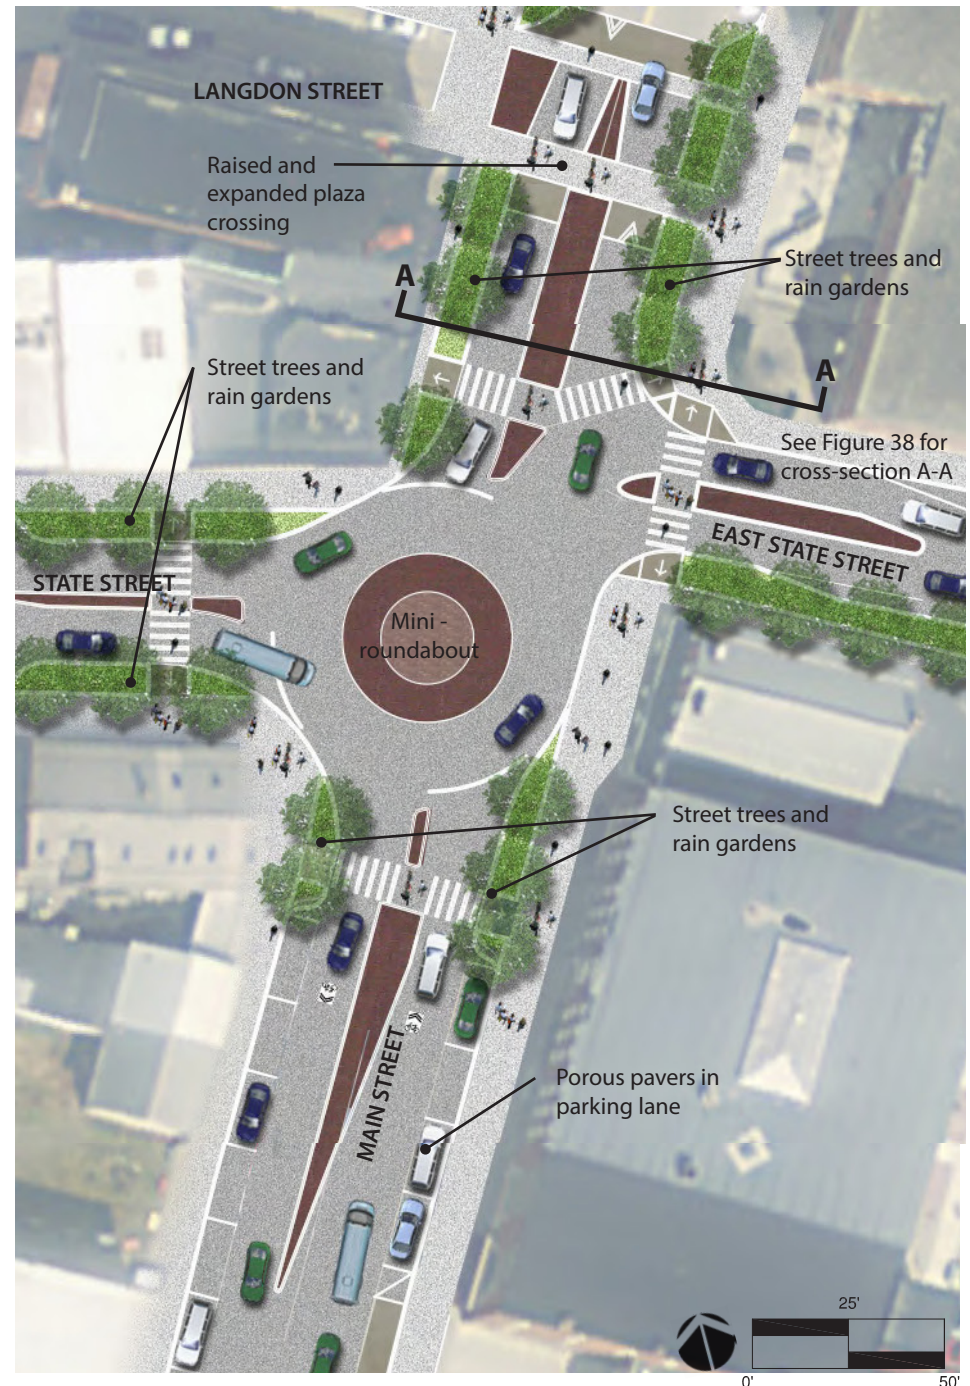 LANGDON STREET
Raised and
expanded plaza
crossing
Street trees and
rain gardens
A
A
Street trees and
rain gardens
See Figure 38 for
cross-section A-A
EAST STATE STREET
STATE STREET
Mini -
roundabout
Street trees and
rain gardens
MAIN STREET
Porous pavers in
parking lane
25'
0'
50'